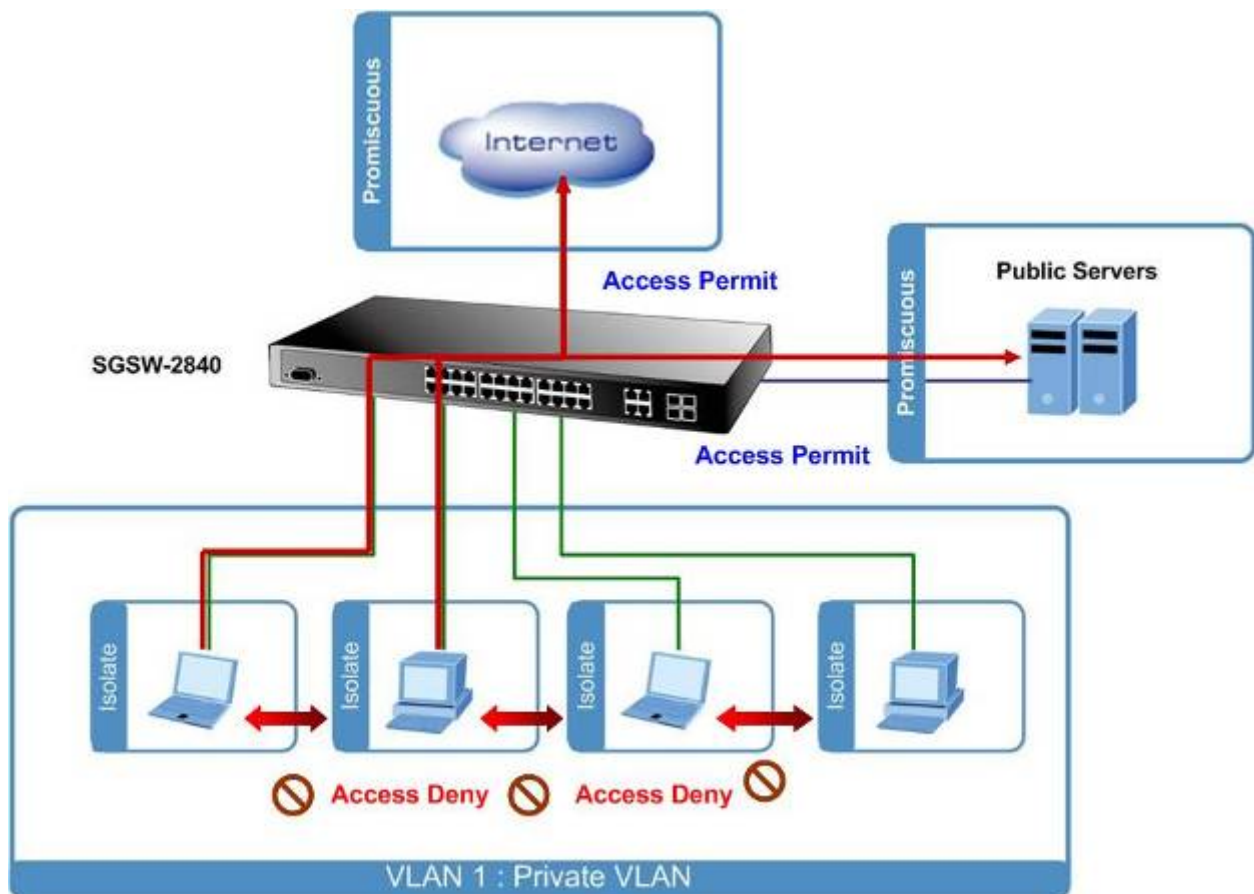 Promiscuous
Internet
Access Permit
Promiscuous
Public Servers
SGSW-2840
Access Permit
Isolate
Isolate
Isolate
Isolate
Access Deny
Access Deny
VLAN 1 : Private VLAN